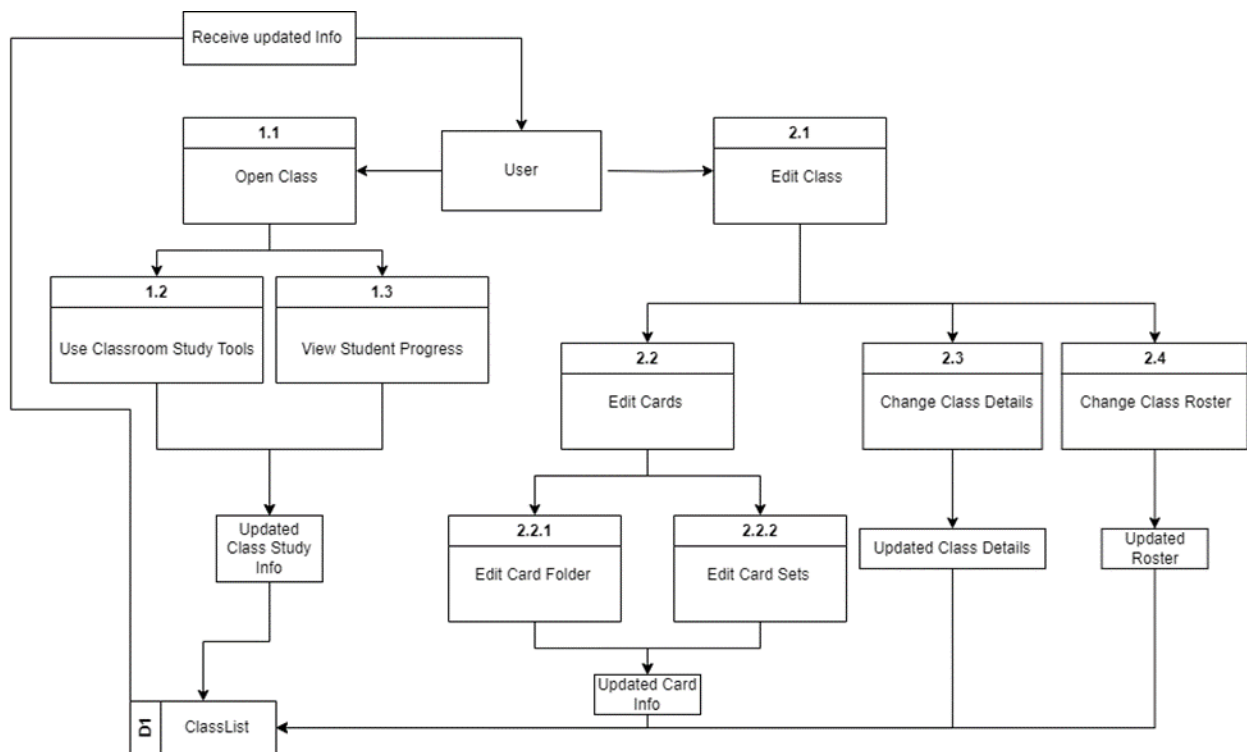 Receive updated Info
1.1
Open Class
User
2.1
Edit Class
1.2
Use Classroom Study Tools
1.3
View Student Progress
2.2
Edit Cards
2.3
Change Class Details
2.4
Change Class Roster
Updated
Class Study
Info
2.2.1
Edit Card Folder
2.2.2
Edit Card Sets
Updated Class Details
Updated
Roster
Updated Card
Info
D1
ClassList